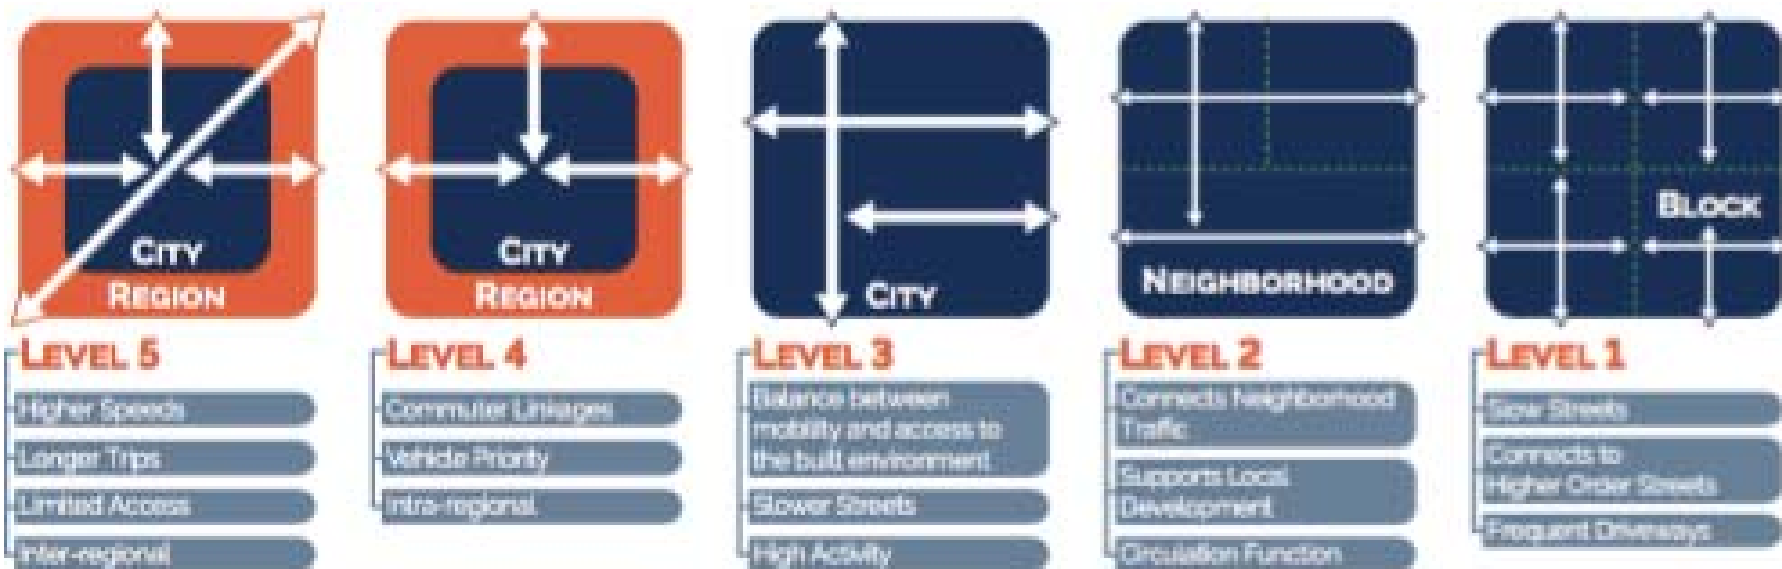 CITY
REGION
LEVEL 5
Higher Speeds
Longer Trips
Limited Access
Inter-regional
CITY
REGION
LEVEL 4
Commuter Linkages
Vehicle Priority
Intra-regional
CITY
LEVEL 3
Balance between
mobility and access to
the built environment
Slower Streets
High Activity
NEIGHBORHOOD
LEVEL 2
Connects Neighborhood
Traffic
Supports Local
Development
Circulation Function
BLOCK
LEVEL 1
Slow Streets
Connects to
Higher Order Streets
Frequent Driveways